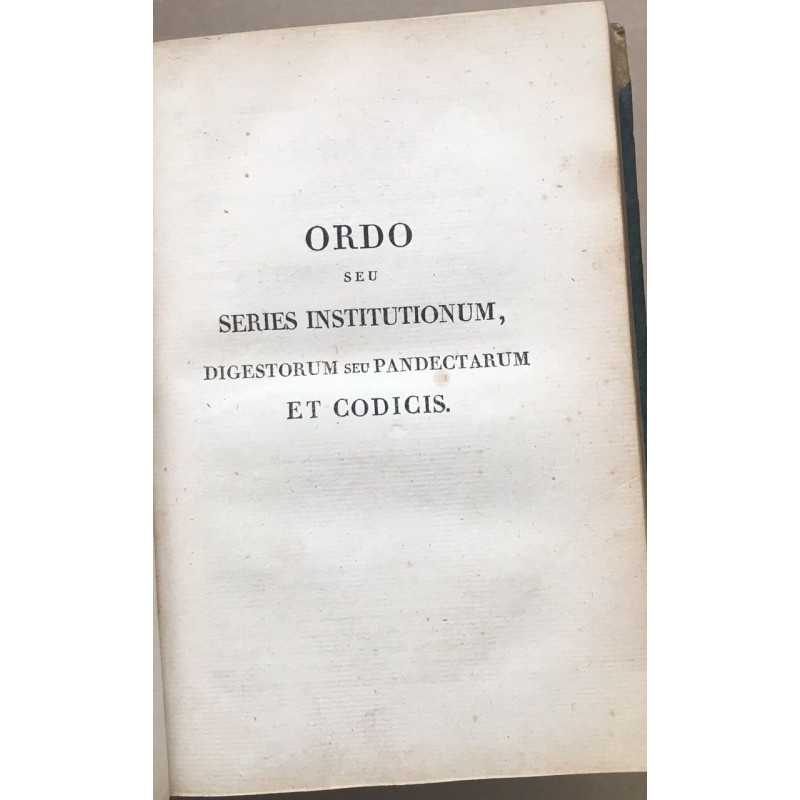 ORDO
SEU
SERIES INSTITUTIONUM,
DIGESTORUM SEU PANDECTARUM
ET CODICIS.